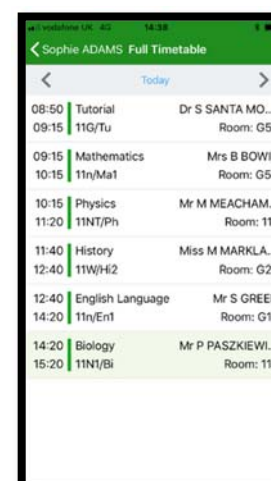 vodafone UK 4G 14:38
Sophie ADAMS Full Timetable
Today
08:50 Tutorial Dr S SANTA MO...
09:15 11G/Tu Room: G5
09:15 Mathematics Mrs B BOWI
10:15 11n/Ma1 Room: G5
10:15 Physics Mr M MEACHAM.
11:20 11NT/Ph Room: 11
11:40 History Miss M MARKLA..
12:40 11W/Hi2 Room: G2
12:40 English Language Mr S GREE
14:20 11n/En1 Room: G1
14:20 Biology Mr P PASZKIEWI..
15:20 11N1/Bi Room: 11